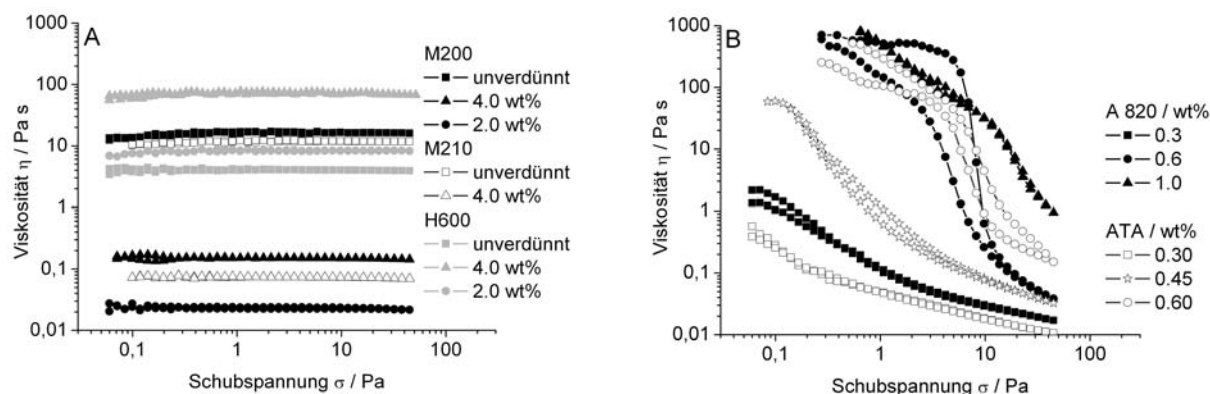 A
1000
100
10
1
0,1
0,01
Viskosität η / Pa s
0,1
1
10
100
Schubspannung σ / Pa
M200
unverdünnt
4.0 wt%
2.0 wt%
M210
unverdünnt
4.0 wt%
H600
unverdünnt
4.0 wt%
2.0 wt%
B
1000
100
10
1
0,1
0,01
Viskosität η / Pa s
0,1
1
10
100
Schubspannung σ / Pa
A 820 / wt%
0.3
0.6
1.0
ATA / wt%
0.30
0.45
0.60